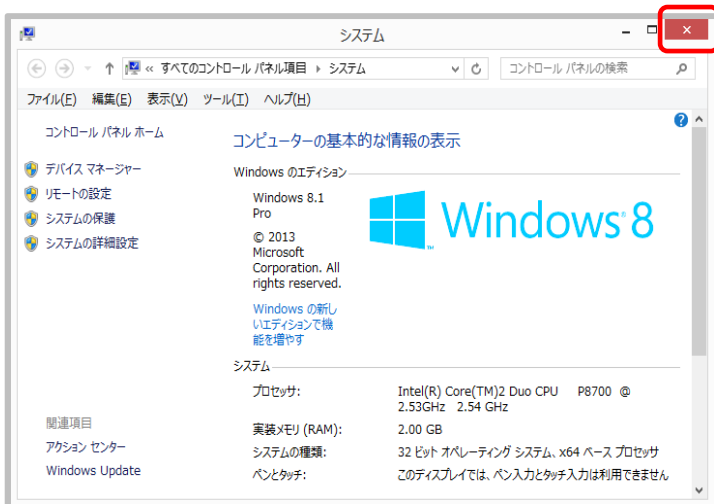 システム
« すべてのコントロール パネル項目 ▸ システム
コントロール パネルの検索
ファイル(F) 編集(E) 表示(V) ツール(T) ヘルプ(H)
コントロール パネル ホーム
デバイス マネージャー
リモートの設定
システムの保護
システムの詳細設定
コンピューターの基本的な情報の表示
Windows のエディション
Windows 8.1
Pro
© 2013
Microsoft
Corporation. All
rights reserved.
Windows の新し
いエディションで機
能を増やす
Windows 8
システム
プロセッサ: Intel(R) Core(TM)2 Duo CPU P8700 @
2.53GHz 2.54 GHz
実装メモリ (RAM): 2.00 GB
システムの種類: 32 ビット オペレーティング システム、x64 ベース プロセッサ
ペンとタッチ: このディスプレイでは、ペン入力とタッチ入力は利用できません
関連項目
アクション センター
Windows Update